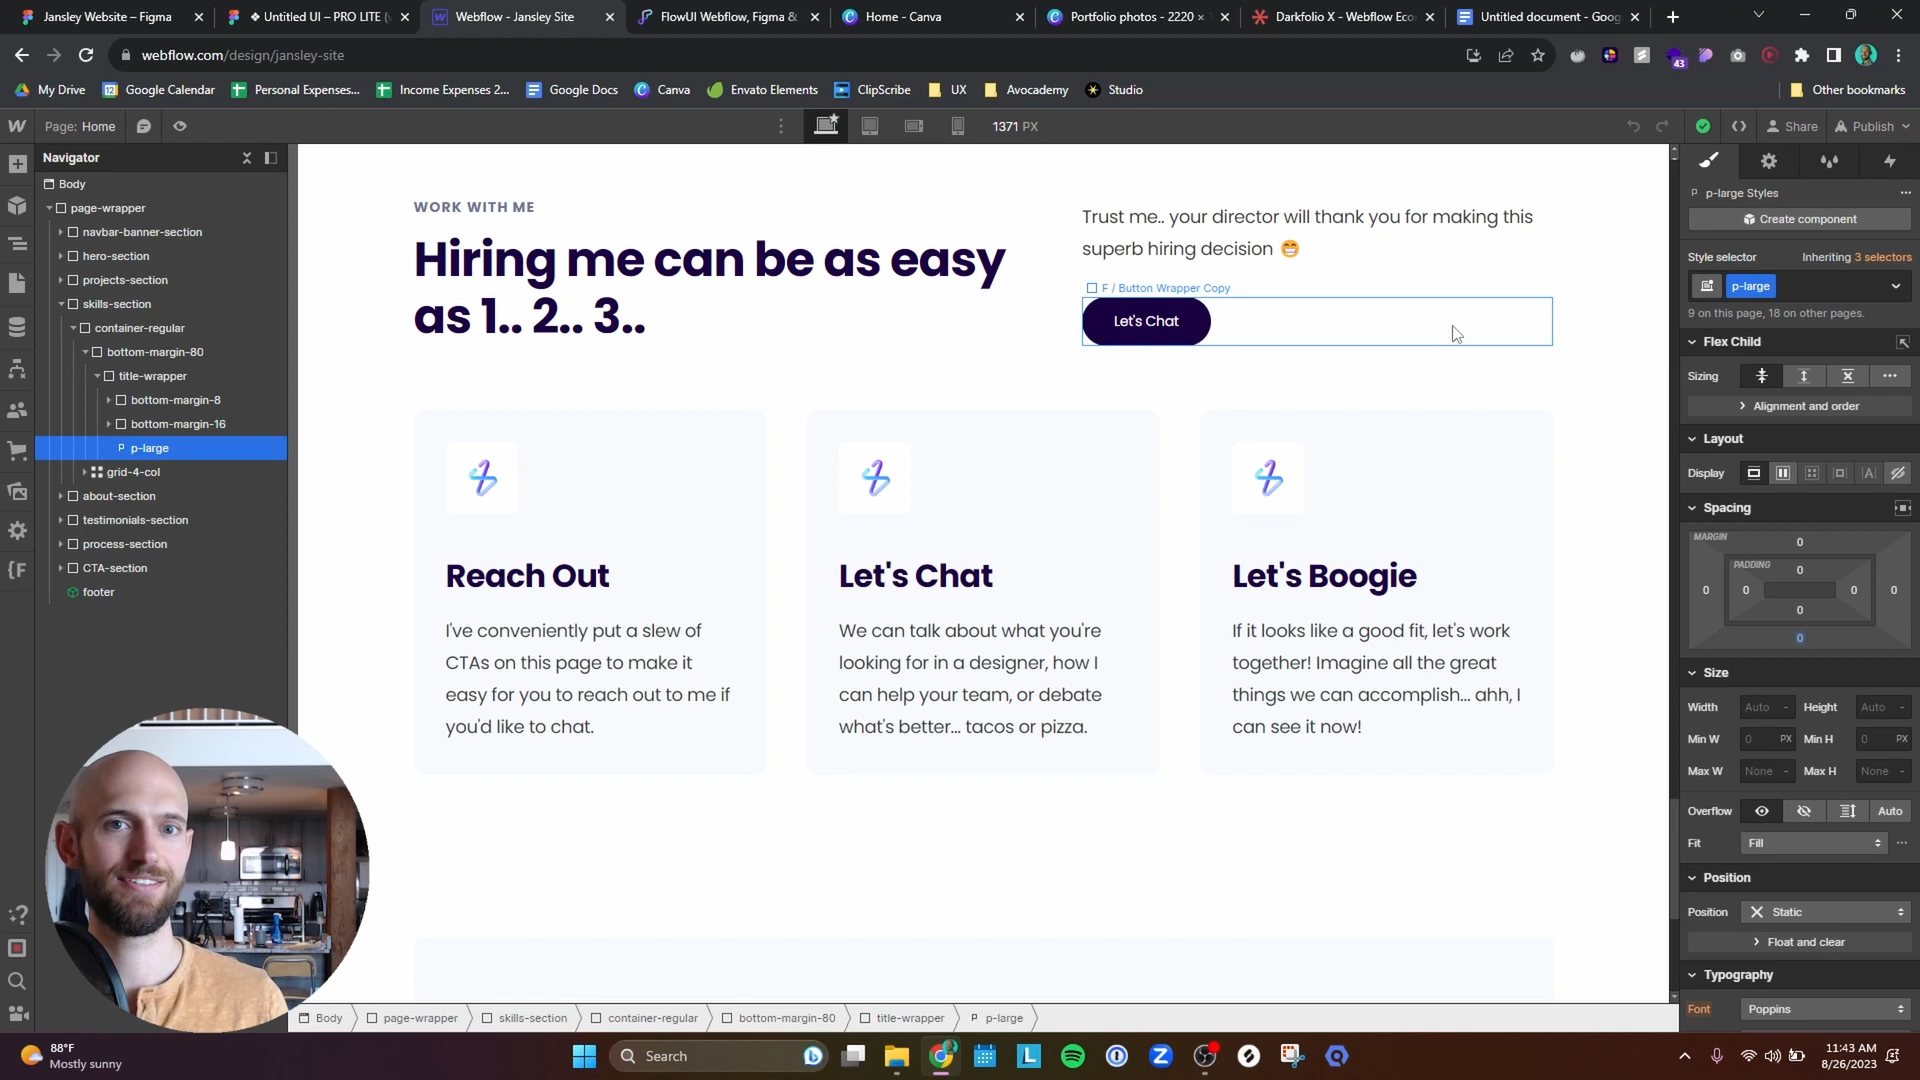 Jansley Website – Figma
❖ Untitled UI – PRO LITE (v
Webflow - Jansley Site
FlowUI Webflow, Figma &
Home - Canva
Portfolio photos - 2220 ×
Darkfolio X - Webflow Eco
Untitled document - Goog
webflow.com/design/jansley-site
43
My Drive
Google Calendar
Personal Expenses...
Income Expenses 2...
Google Docs
Canva
Envato Elements
ClipScribe
UX
Avocademy
Studio
Other bookmarks
Page: Home
1371 PX
Share
Publish
Navigator
Body
page-wrapper
navbar-banner-section
hero-section
projects-section
skills-section
container-regular
bottom-margin-80
title-wrapper
bottom-margin-8
bottom-margin-16
p-large
grid-4-col
about-section
testimonials-section
process-section
CTA-section
footer
WORK WITH ME
Hiring me can be as easy
as 1.. 2.. 3..
Trust me.. your director will thank you for making this
superb hiring decision 😁
F / Button Wrapper Copy
Let's Chat
Reach Out
I've conveniently put a slew of
CTAs on this page to make it
easy for you to reach out to me if
you'd like to chat.
Let's Chat
We can talk about what you're
looking for in a designer, how I
can help your team, or debate
what's better... tacos or pizza.
Let's Boogie
If it looks like a good fit, let's work
together! Imagine all the great
things we can accomplish... ahh, I
can see it now!
p-large Styles
Create component
Style selector
Inheriting 3 selectors
p-large
9 on this page, 18 on other pages.
Flex Child
Sizing
Alignment and order
Layout
Display
Spacing
MARGIN
0
PADDING
0
0
0
0
0
0
0
Size
Width
Auto -
Height
Auto -
Min W
0 PX
Min H
0 PX
Max W
None -
Max H
None -
Overflow
Auto
Fit
Fill
Position
Position
Static
Float and clear
Typography
Font
Poppins
Body
page-wrapper
skills-section
container-regular
bottom-margin-80
title-wrapper
p-large
88°F
Mostly sunny
Search
11:43 AM
8/26/2023